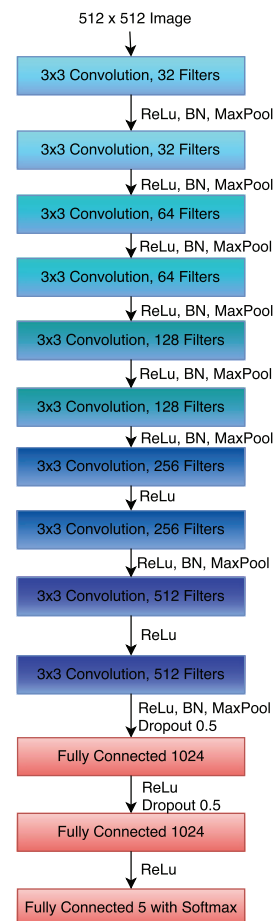 512 x 512 Image
3x3 Convolution, 32 Filters
ReLu, BN, MaxPool
3x3 Convolution, 32 Filters
ReLu, BN, MaxPool
3x3 Convolution, 64 Filters
ReLu, BN, MaxPool
3x3 Convolution, 64 Filters
ReLu, BN, MaxPool
3x3 Convolution, 128 Filters
ReLu, BN, MaxPool
3x3 Convolution, 128 Filters
ReLu, BN, MaxPool
3x3 Convolution, 256 Filters
ReLu
3x3 Convolution, 256 Filters
ReLu, BN, MaxPool
3x3 Convolution, 512 Filters
ReLu
3x3 Convolution, 512 Filters
ReLu, BN, MaxPool
Dropout 0.5
Fully Connected 1024
ReLu
Dropout 0.5
Fully Connected 1024
ReLu
Fully Connected 5 with Softmax